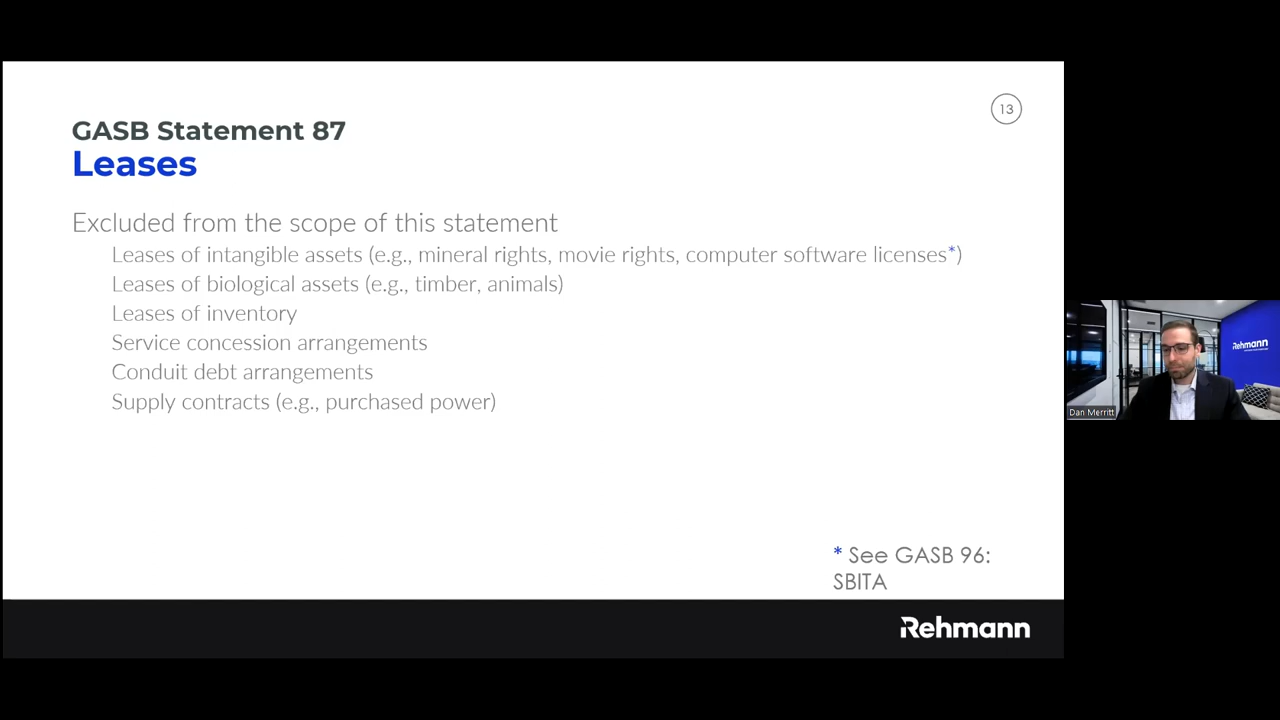 13
GASB Statement 87
Leases
Excluded from the scope of this statement
Leases of intangible assets (e.g., mineral rights, movie rights, computer software licenses*)
Leases of biological assets (e.g., timber, animals)
Leases of inventory
Service concession arrangements
Conduit debt arrangements
Supply contracts (e.g., purchased power)
* See GASB 96:
SBITA
Rehmann
Rehmann
Dan Merritt